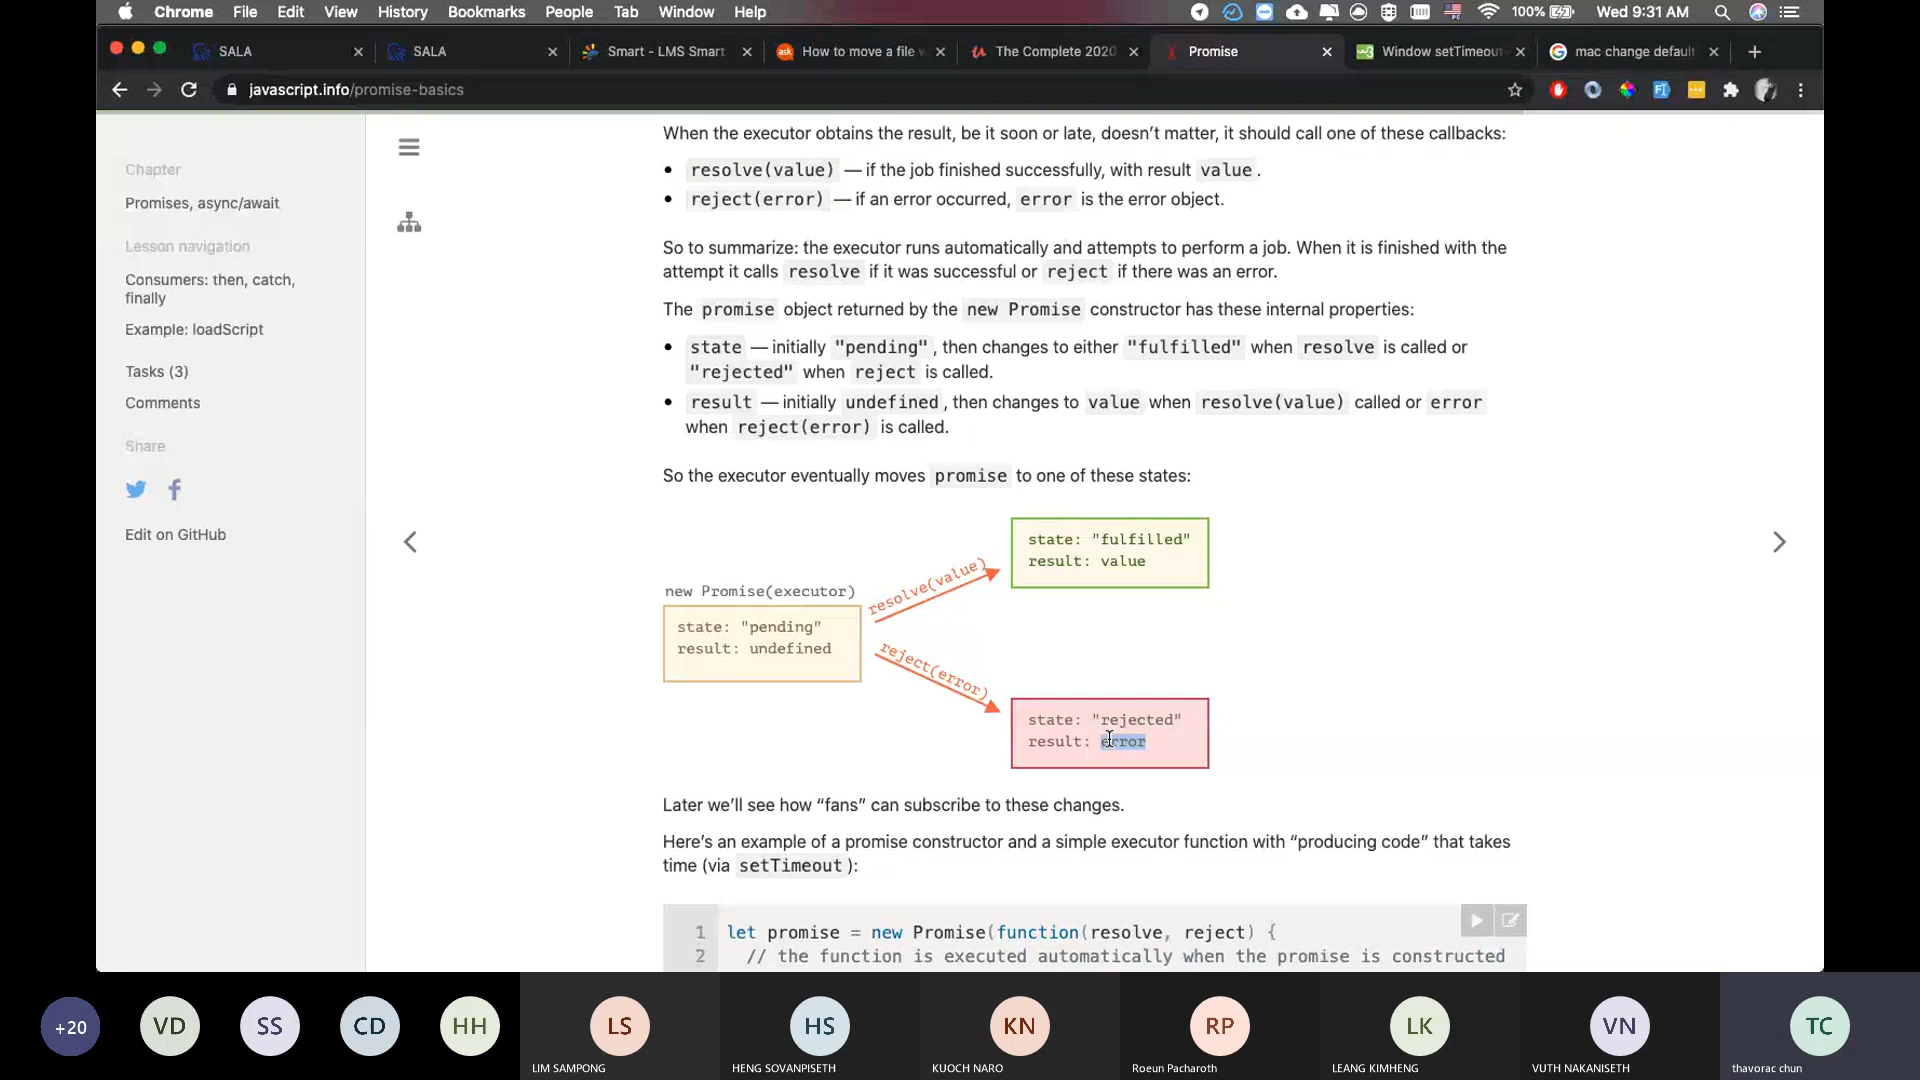 Chrome File Edit View History Bookmarks People Tab Window Help 100% Wed 9:31 AM
SALA SALA Smart - LMS Smart How to move a file The Complete 2020 Promise Window setTimeout mac change default
javascript.info/promise-basics
Chapter
Promises, async/await
Lesson navigation
Consumers: then, catch,
finally
Example: loadScript
Tasks (3)
Comments
Share
Edit on GitHub
When the executor obtains the result, be it soon or late, doesn’t matter, it should call one of these callbacks:
resolve(value) — if the job finished successfully, with result value.
reject(error) — if an error occurred, error is the error object.
So to summarize: the executor runs automatically and attempts to perform a job. When it is finished with the
attempt it calls resolve if it was successful or reject if there was an error.
The promise object returned by the new Promise constructor has these internal properties:
state — initially "pending", then changes to either "fulfilled" when resolve is called or
"rejected" when reject is called.
result — initially undefined, then changes to value when resolve(value) called or error
when reject(error) is called.
So the executor eventually moves promise to one of these states:
new Promise(executor)
state: "pending"
result: undefined
resolve(value)
state: "fulfilled"
result: value
reject(error)
state: "rejected"
result: error
Later we’ll see how “fans” can subscribe to these changes.
Here’s an example of a promise constructor and a simple executor function with “producing code” that takes
time (via setTimeout):
1 let promise = new Promise(function(resolve, reject) {
2 // the function is executed automatically when the promise is constructed
+20 VD SS CD HH LS HS KN RP LK VN TC
LIM SAMPONG HENG SOVANPISETH KUOCH NARO Roeun Pacharoth LEANG KIMHENG VUTH NAKANISETH thavorac chun